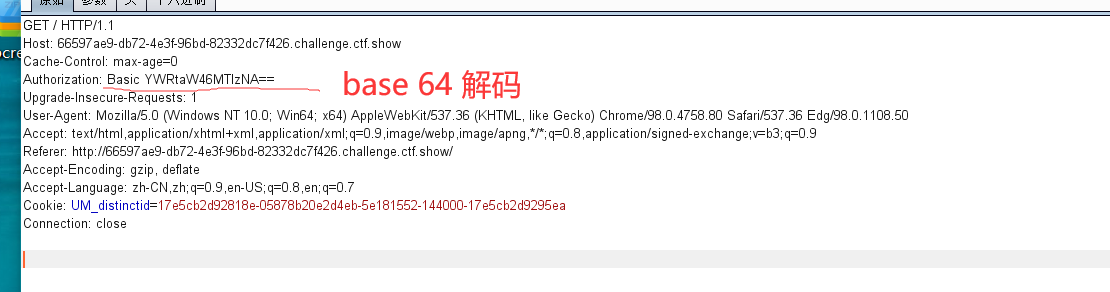 原始 参数 头 十六进制
GET / HTTP/1.1
Host: 66597ae9-db72-4e3f-96bd-82332dc7f426.challenge.ctf.show
Cache-Control: max-age=0
Authorization: Basic YWRtaW46MTIzNA==
base 64 解码
Upgrade-Insecure-Requests: 1
User-Agent: Mozilla/5.0 (Windows NT 10.0; Win64; x64) AppleWebKit/537.36 (KHTML, like Gecko) Chrome/98.0.4758.80 Safari/537.36 Edg/98.0.1108.50
Accept: text/html,application/xhtml+xml,application/xml;q=0.9,image/webp,image/apng,*/*;q=0.8,application/signed-exchange;v=b3;q=0.9
Referer: http://66597ae9-db72-4e3f-96bd-82332dc7f426.challenge.ctf.show/
Accept-Encoding: gzip, deflate
Accept-Language: zh-CN,zh;q=0.9,en-US;q=0.8,en;q=0.7
Cookie: UM_distinctid=17e5cb2d92818e-05878b20e2d4eb-5e181552-144000-17e5cb2d9295ea
Connection: close